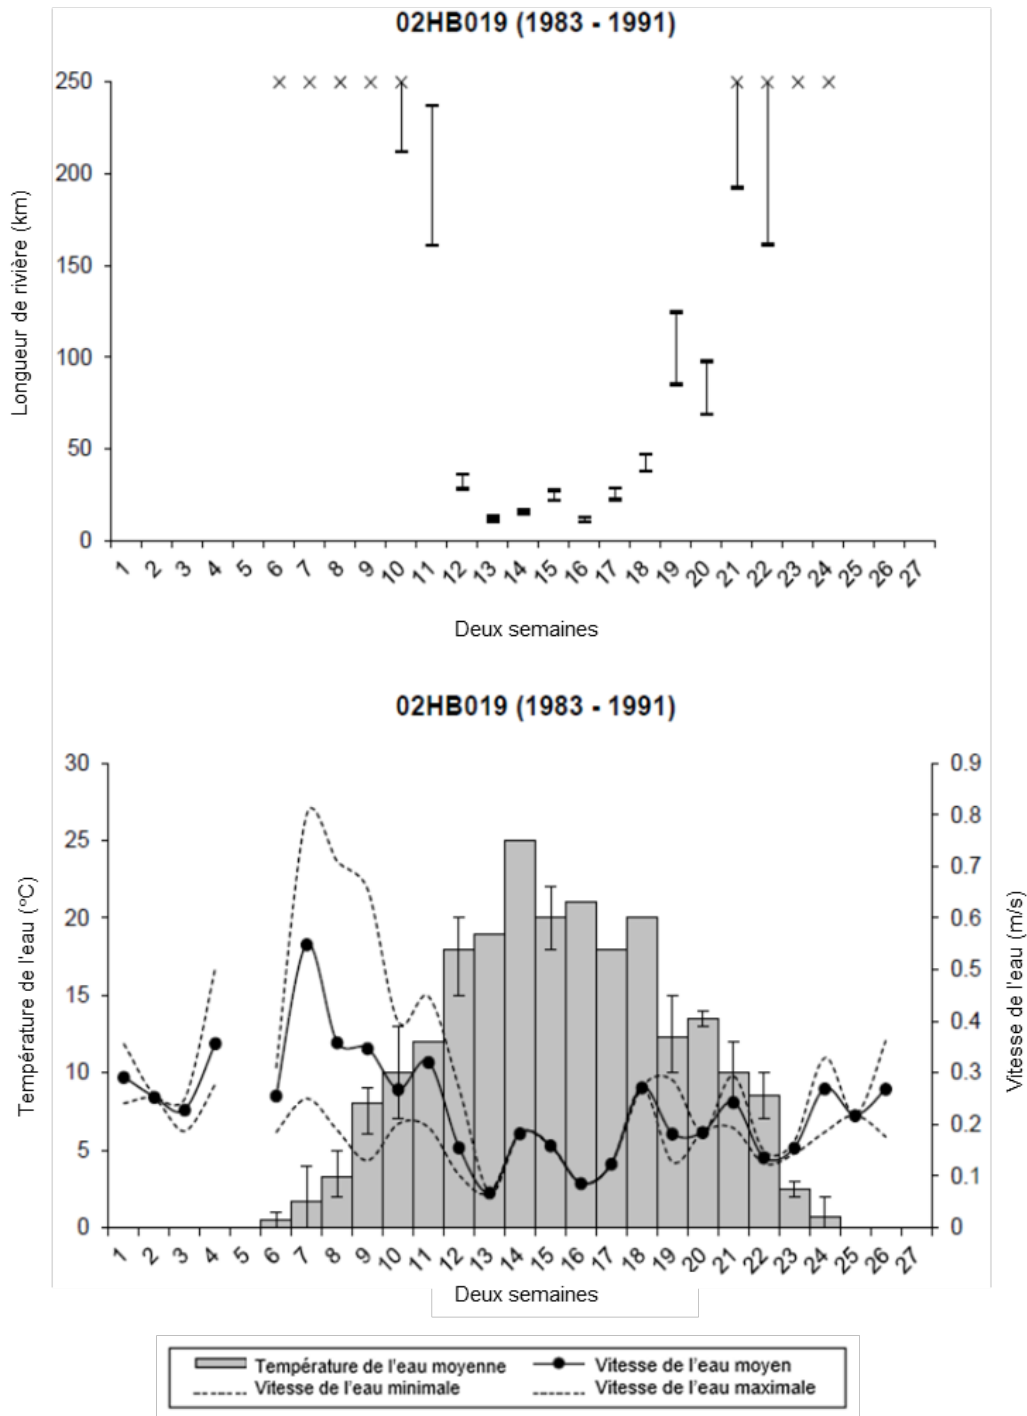 02HB019 (1983 - 1991)
250
200
150
100
50
0
Longueur de rivière (km)
1 2 3 4 5 6 7 8 9 10 11 12 13 14 15 16 17 18 19 20 21 22 23 24 25 26 27
Deux semaines
02HB019 (1983 - 1991)
30
25
20
15
10
5
0
Température de l'eau (°C)
0.9
0.8
0.7
0.6
0.5
0.4
0.3
0.2
0.1
0
Vitesse de l'eau (m/s)
1 2 3 4 5 6 7 8 9 10 11 12 13 14 15 16 17 18 19 20 21 22 23 24 25 26 27
Deux semaines
Température de l'eau moyenne
Vitesse de l'eau moyen
Vitesse de l'eau minimale
Vitesse de l'eau maximale